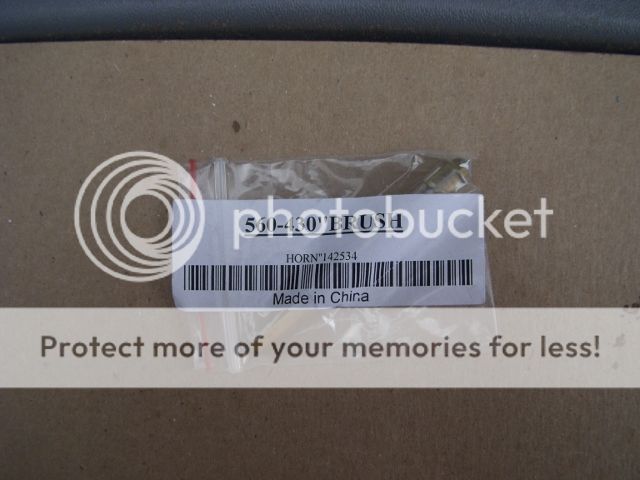 560-430"BRUSH
photobucket
HORN"142534
Made in China
Protect more of your memories for less!